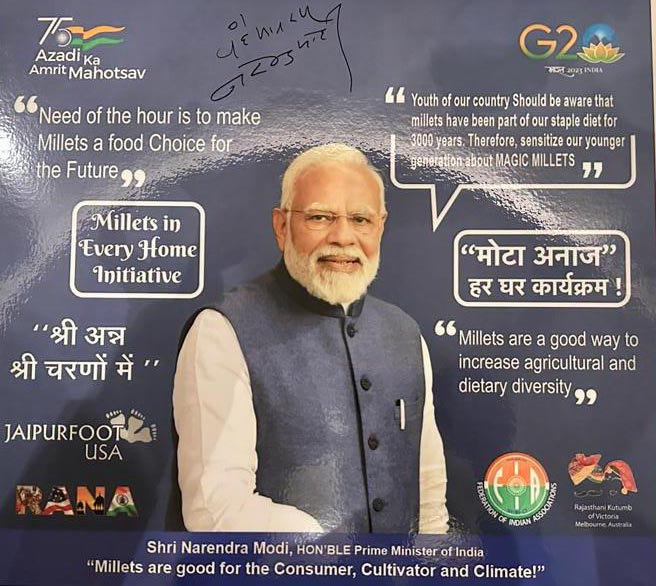 75
Azadi Ka
Amrit Mahotsav
G20
भारत 2023 INDIA
“Need of the hour is to make
Millets a food Choice for
the Future”
“Youth of our country Should be aware that
millets have been part of our staple diet for
3000 years. Therefore, sensitize our younger
generation about MAGIC MILLETS”
Millets in
Every Home
Initiative
“मोटा अनाज”
हर घर कार्यक्रम !
“श्री अन्न
श्री चरणों में”
“Millets are a good way to
increase agricultural and
dietary diversity”
JAIPURFOOT
USA
RANA
FIA
FEDERATION OF INDIAN ASSOCIATIONS
Rajasthani Kutumb
of Victoria
Melbourne, Australia
Shri Narendra Modi, HON'BLE Prime Minister of India
“Millets are good for the Consumer, Cultivator and Climate!”